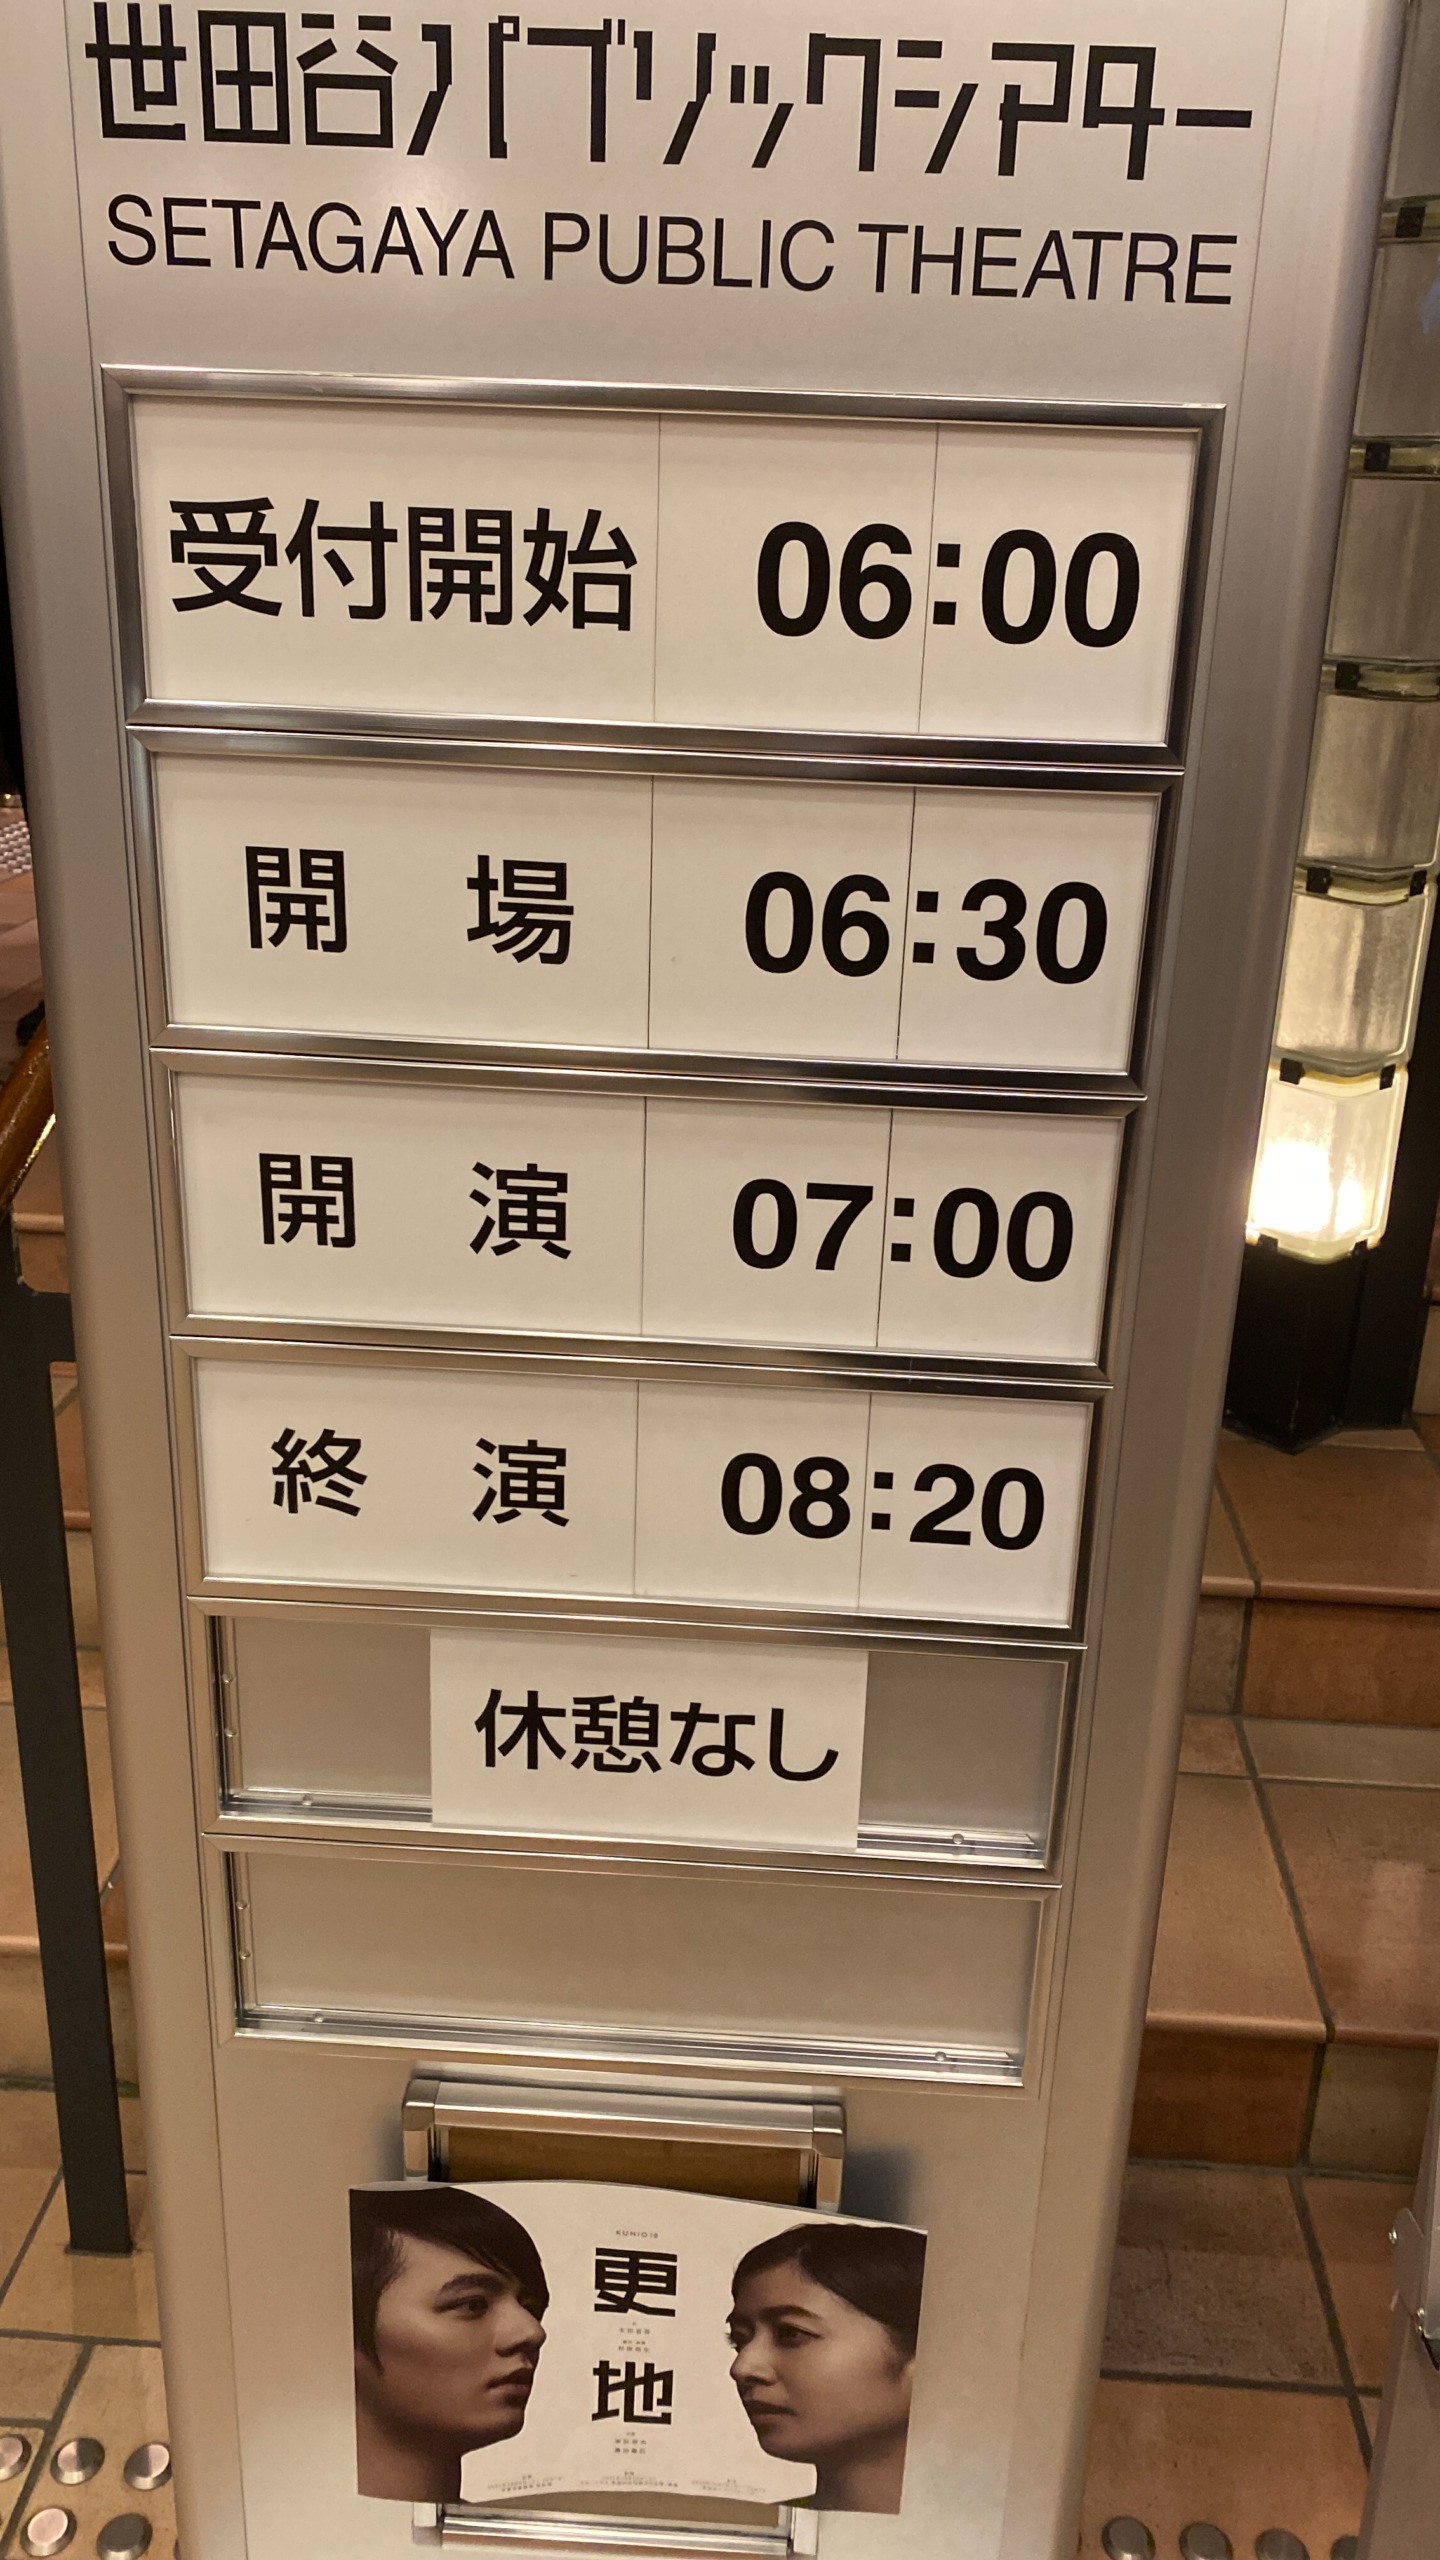 世田谷パブリックシアター
SETAGAYA PUBLIC THEATRE
受付開始 06:00
開 場 06:30
開 演 07:00
終 演 08:20
休憩なし
KUNIO10
更
地